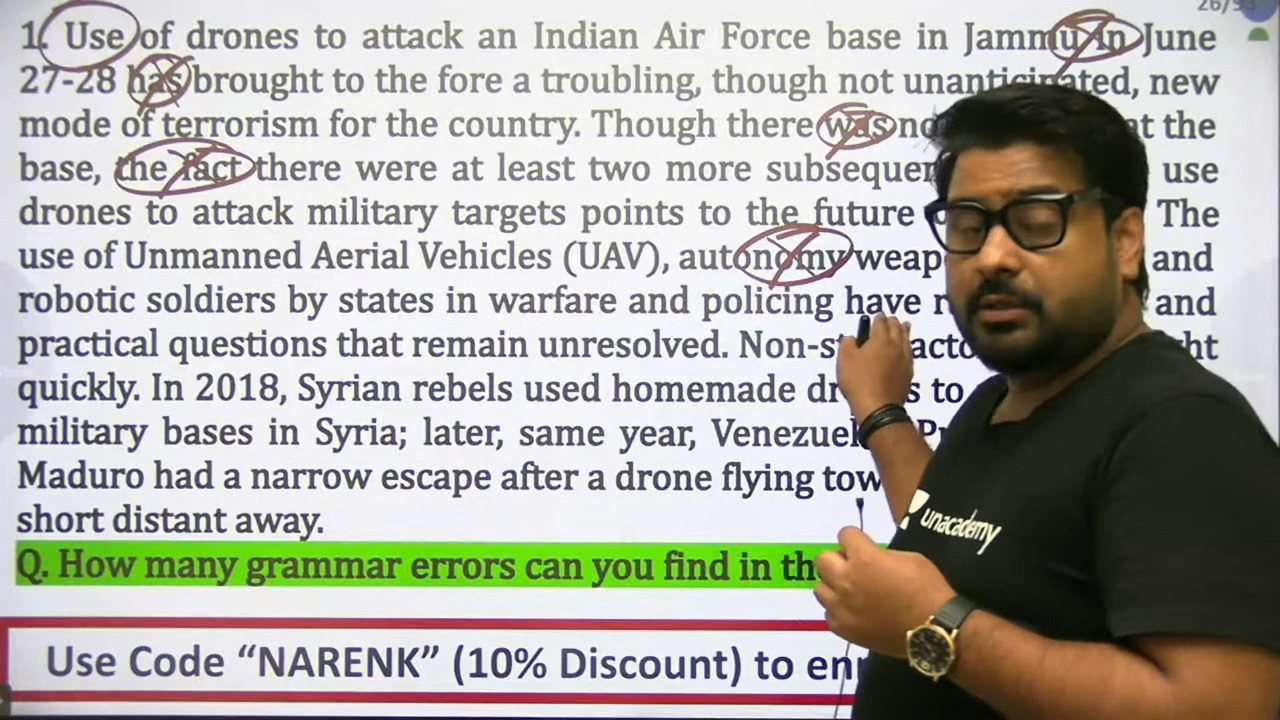 26/93
1. Use of drones to attack an Indian Air Force base in Jammu in June
27-28 has brought to the fore a troubling, though not unanticipated, new
mode of terrorism for the country. Though there was at the
base, the fact there were at least two more subsequent use
drones to attack military targets points to the future The
use of Unmanned Aerial Vehicles (UAV), autonomy and
robotic soldiers by states in warfare and policing have and
practical questions that remain unresolved.
quickly. In 2018, Syrian rebels used homemade drones to
military bases in Syria; later, same year,
Maduro had a narrow escape after a drone flying
short distant away.
Q. How many grammar errors can you find in
unacademy
Use Code “NARENK” (10% Discount) to